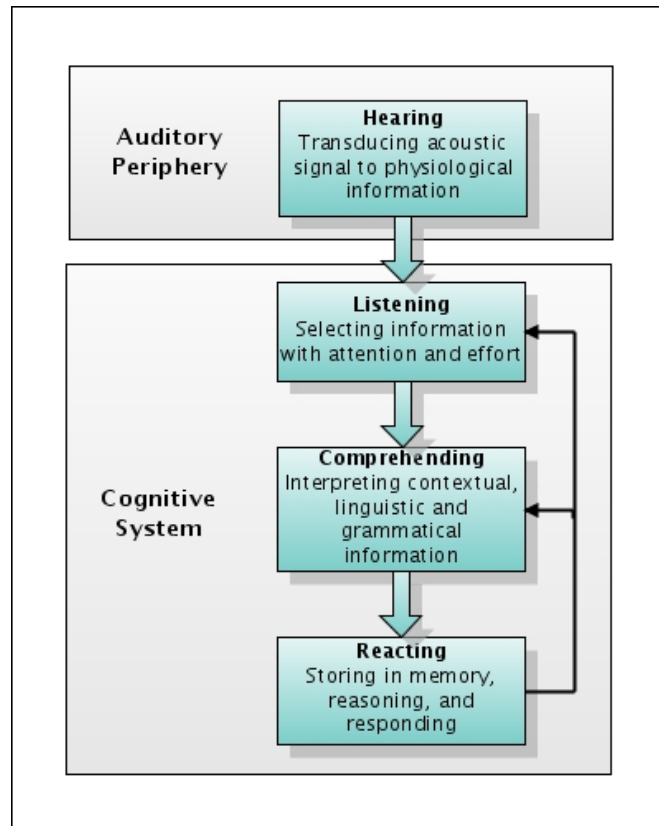 Auditory
Periphery
Hearing
Transducing acoustic
signal to physiological
information
Cognitive
System
Listening
Selecting information
with attention and effort
Comprehending
Interpreting contextual,
linguistic and
grammatical
information
Reacting
Storing in memory,
reasoning, and
responding